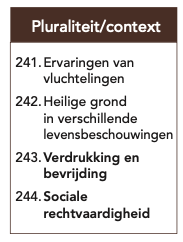 Pluraliteit/context
241. Ervaringen van
vluchtelingen
242. Heilige grond
in verschillende
levensbeschouwingen
243. Verdrukking en
bevrijding
244. Sociale
rechtvaardigheid